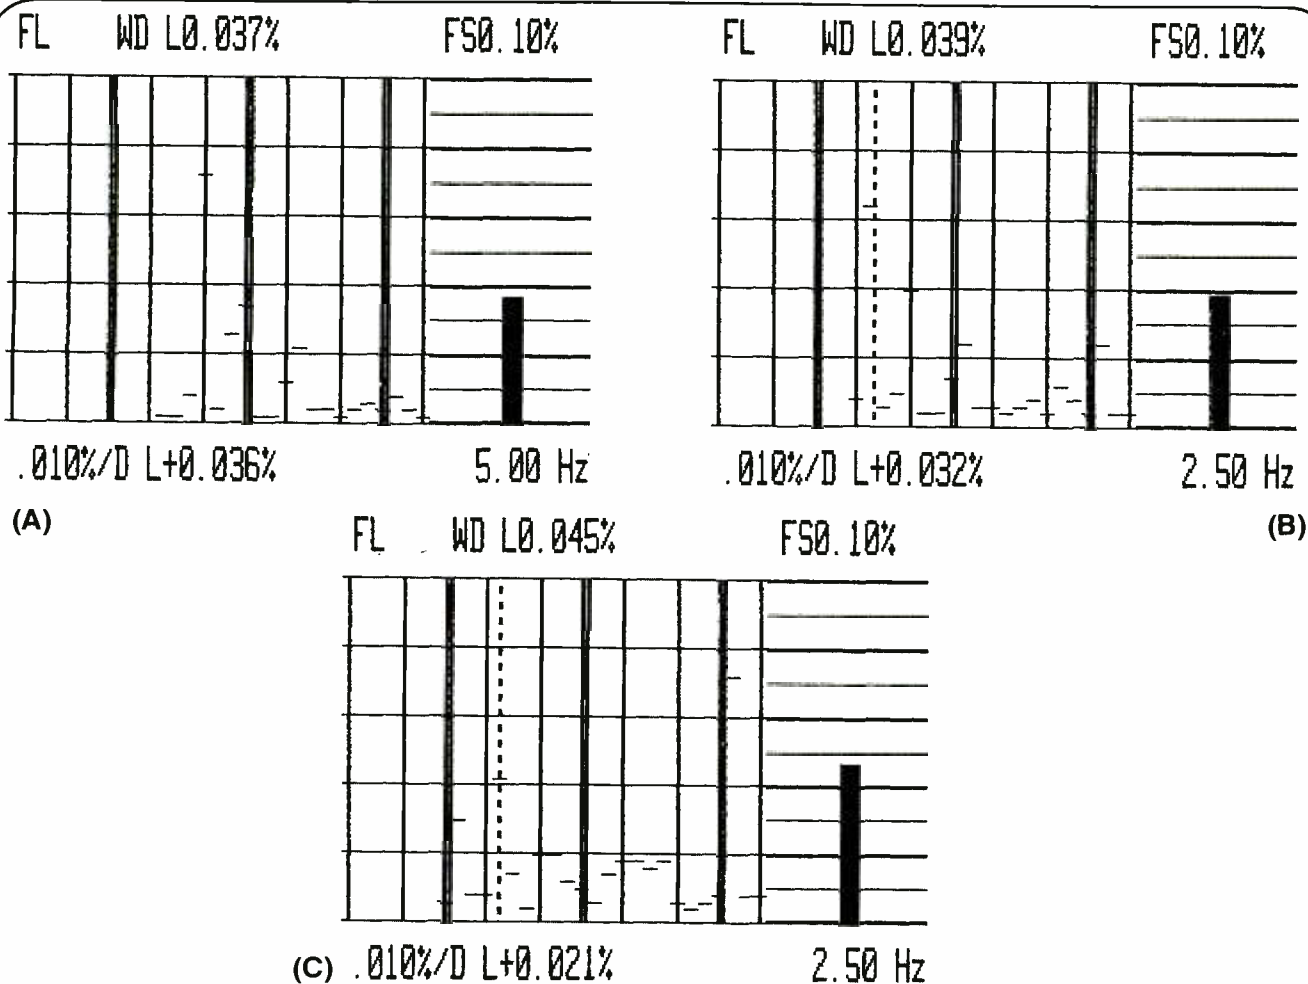 FL WD L0.037% FS0.10%
.010%/D L+0.036% 5.00 Hz
(A)
FL WD L0.039% FS0.10%
.010%/D L+0.032% 2.50 Hz
(B)
FL WD L0.045% FS0.10%
(C) .010%/D L+0.021% 2.50 Hz